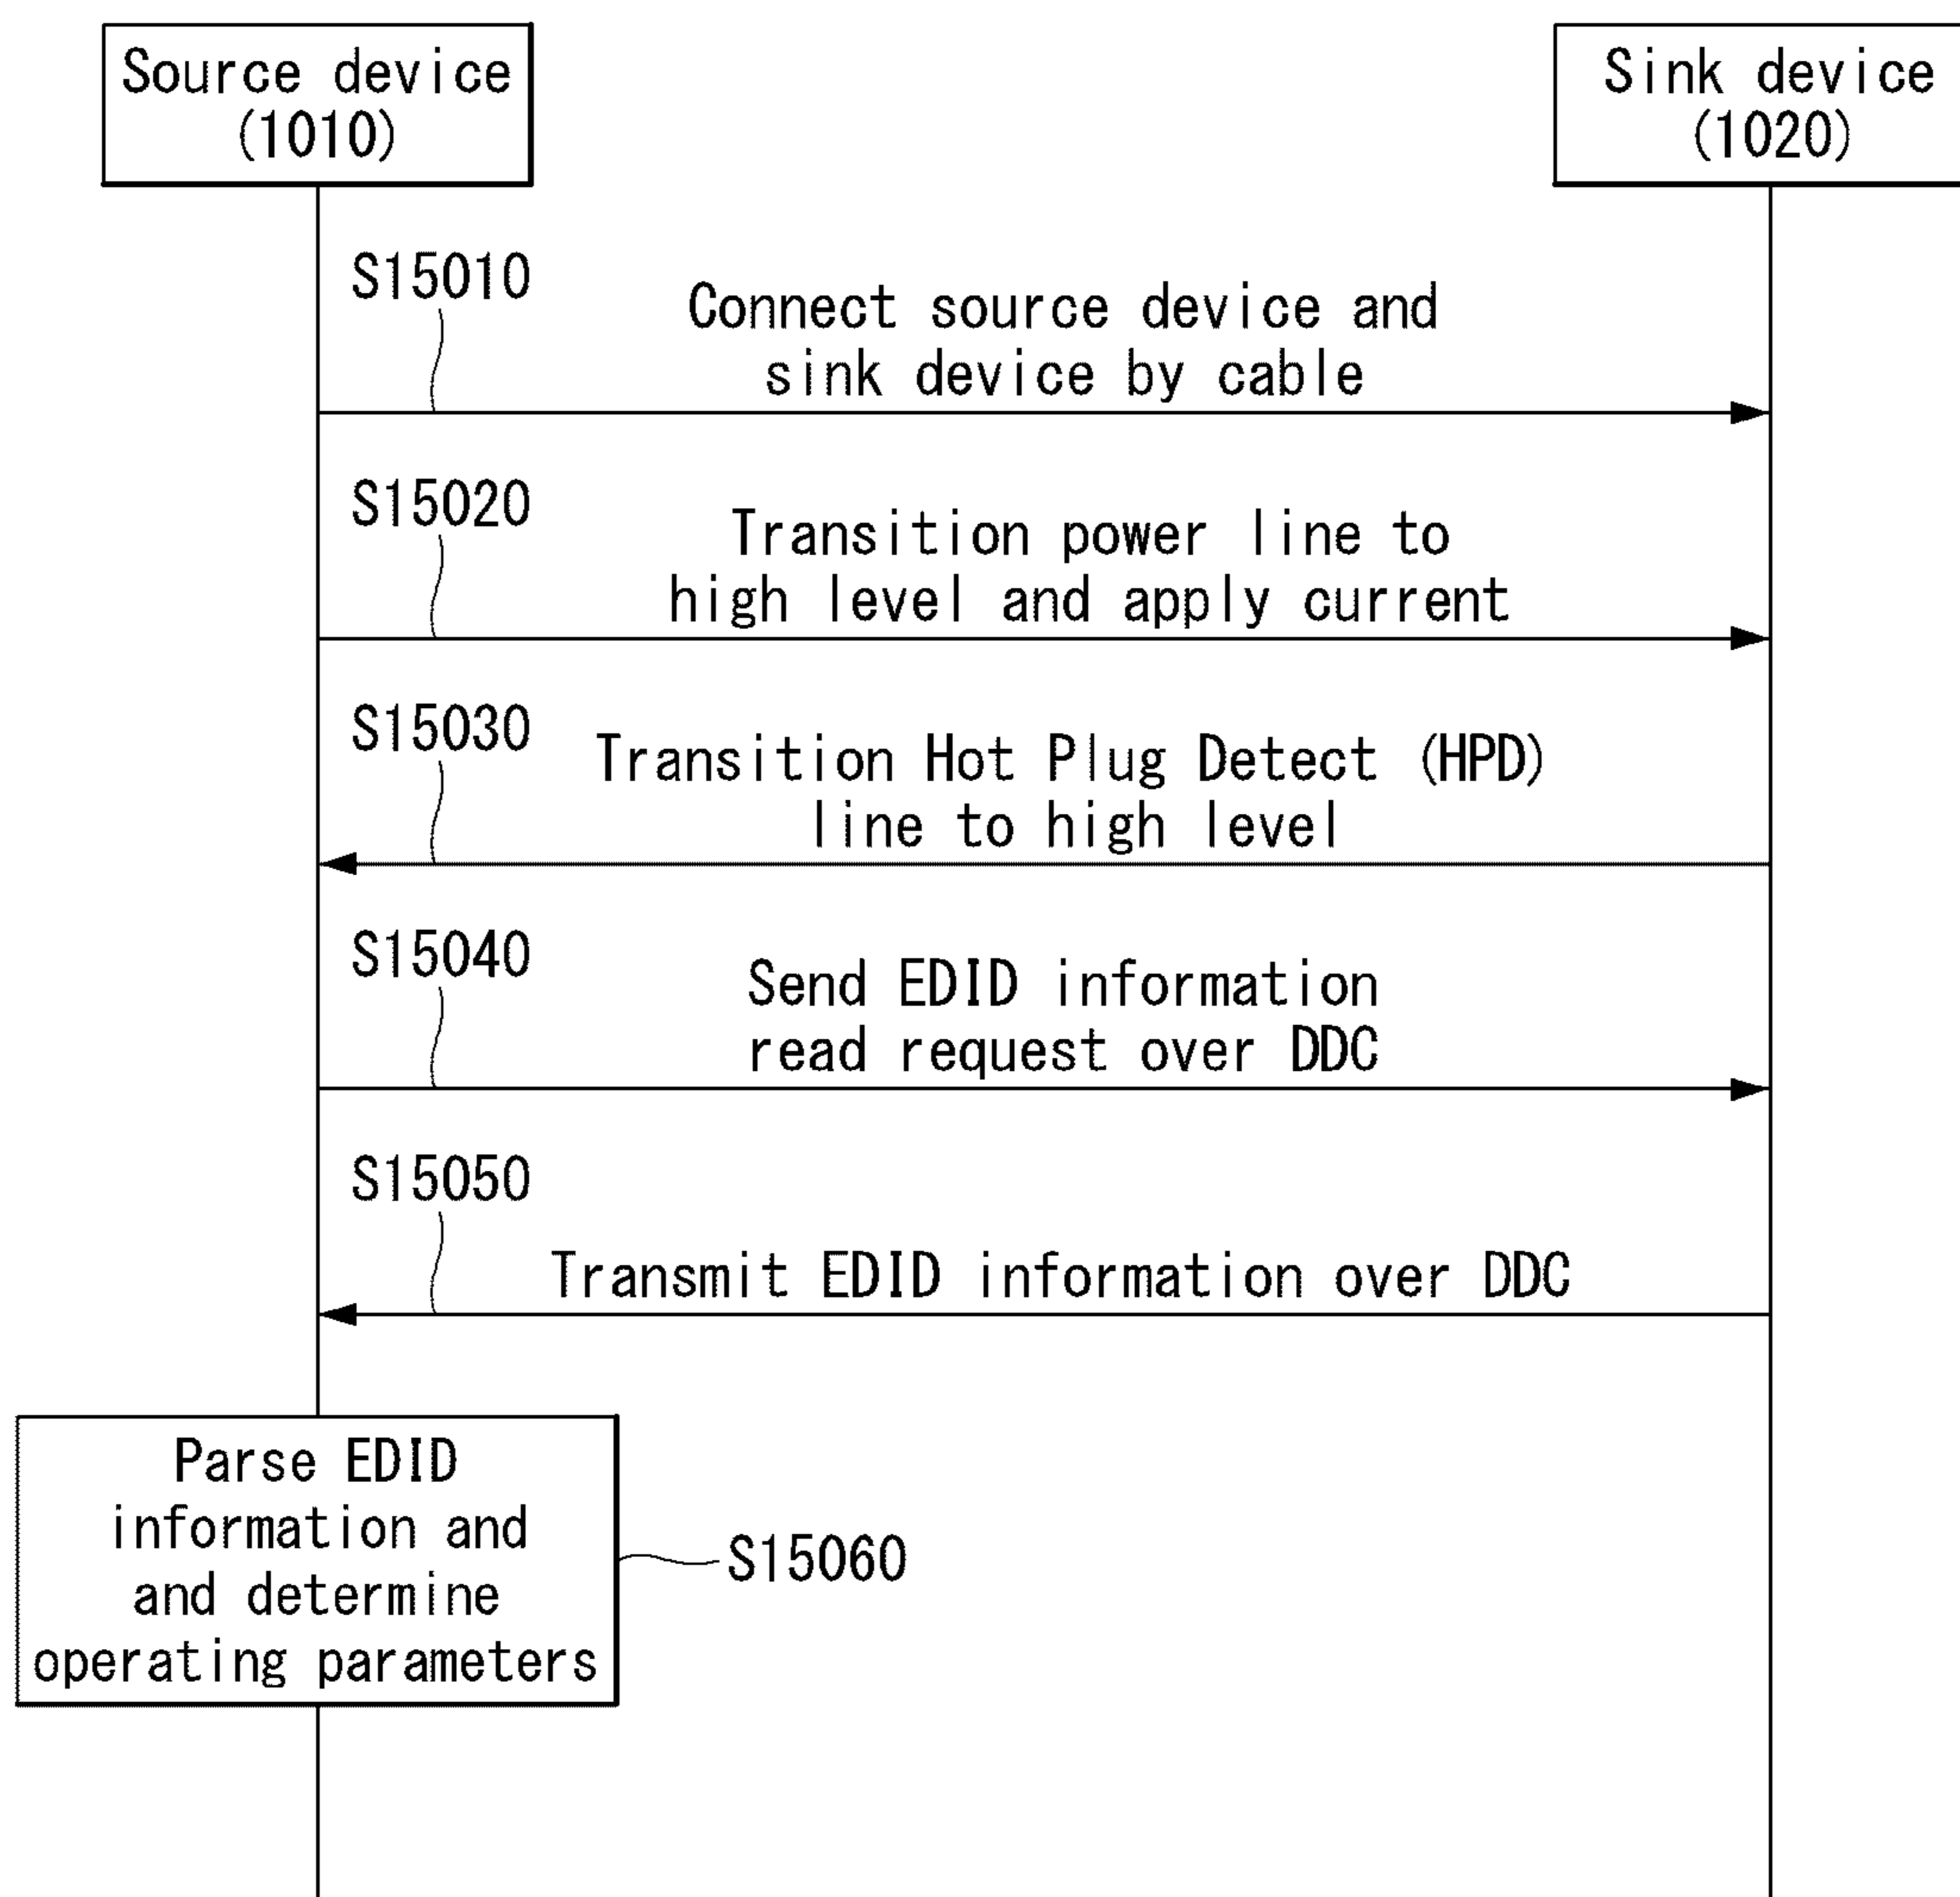 Source device
(1010)
Sink device
(1020)
S15010
Connect source device and
sink device by cable
S15020
Transition power line to
high level and apply current
S15030
Transition Hot Plug Detect (HPD)
line to high level
S15040
Send EDID information
read request over DDC
S15050
Transmit EDID information over DDC
Parse EDID
information and
and determine
operating parameters
S15060